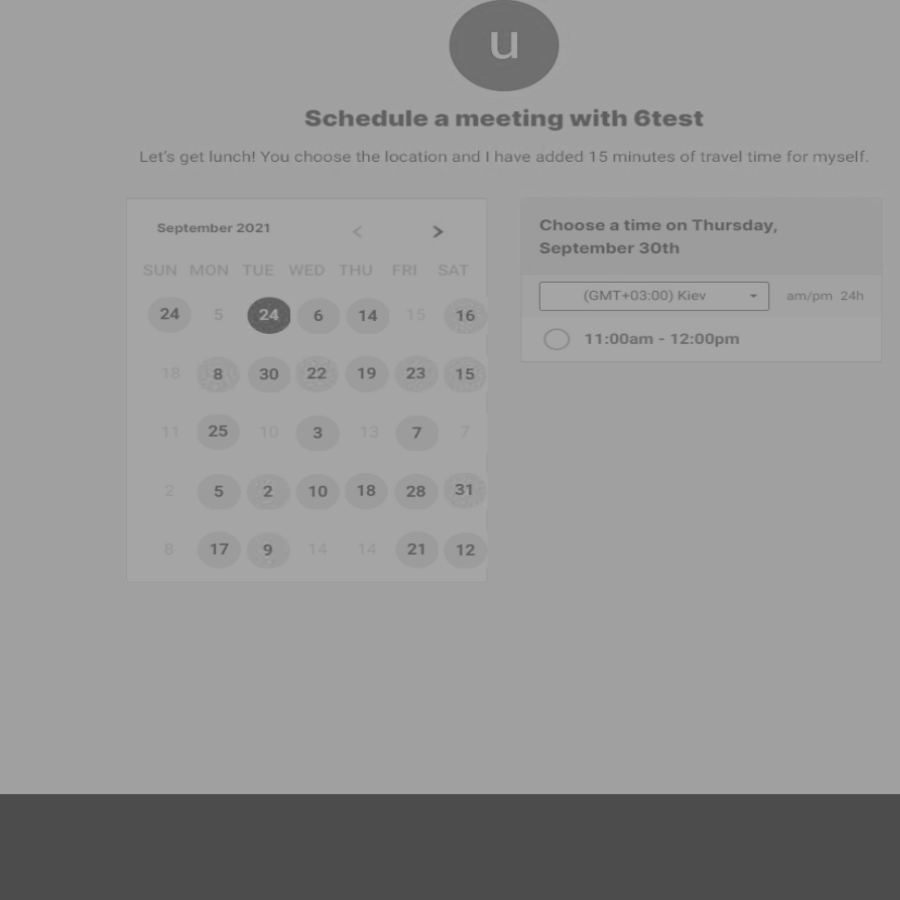 u
Schedule a meeting with 6test
Let's get lunch! You choose the location and I have added 15 minutes of travel time for myself.
September 2021 < >
SUN MON TUE WED THU FRI SAT
24 5 24 6 14 15 16
18 8 30 22 19 23 15
11 25 10 3 13 7 7
2 5 2 10 18 28 31
8 17 9 14 14 21 12
Choose a time on Thursday,
September 30th
(GMT+03:00) Kiev am/pm 24h
11:00am - 12:00pm